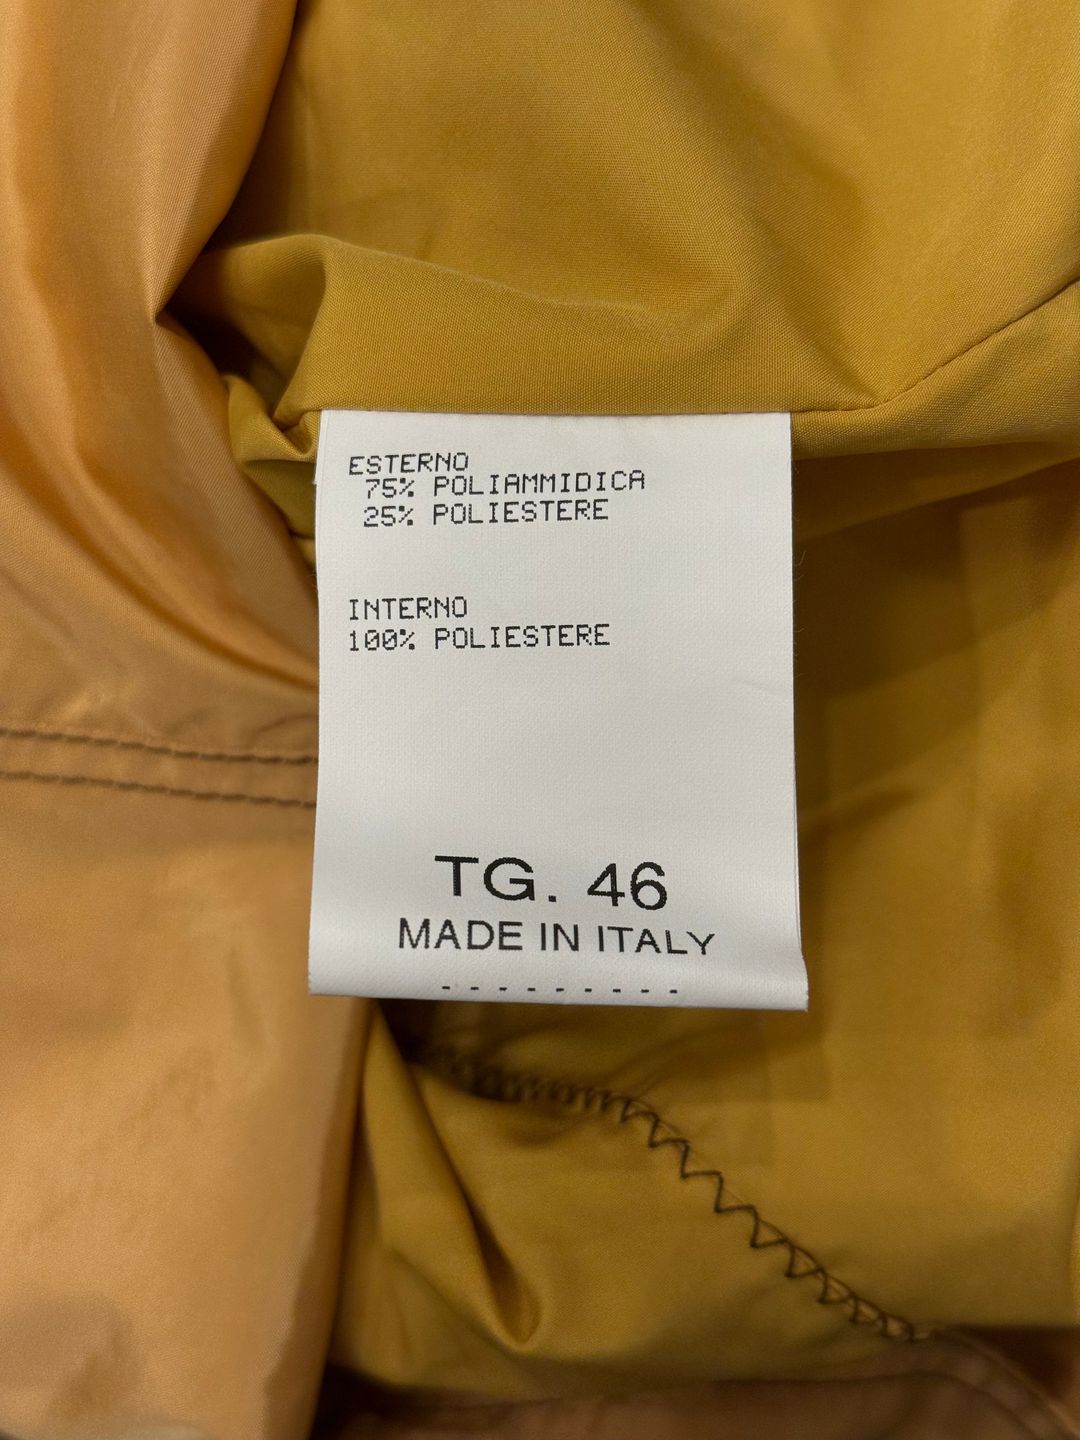 ESTERNO
75% POLIAMMIDICA
25% POLIESTERE
INTERNO
100% POLIESTERE
TG. 46
MADE IN ITALY
- - - - - - - - -